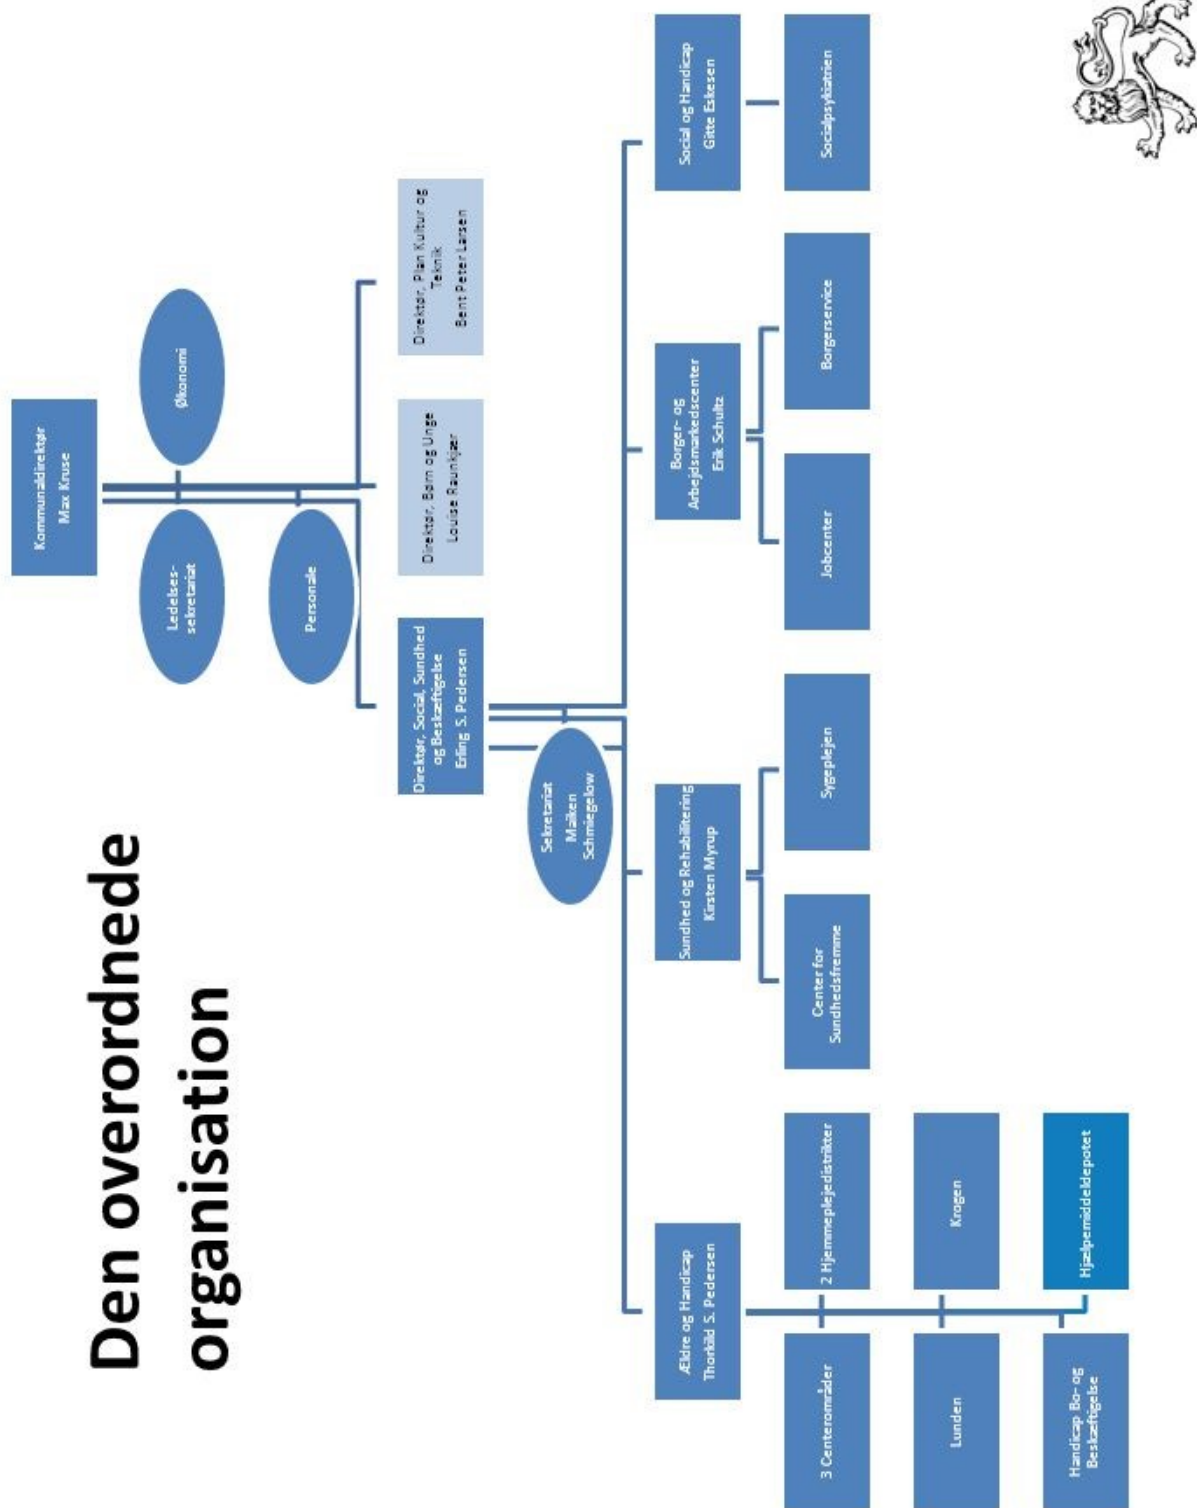 Den overordnede
organisation
Kommunaldirektør
Max Kruse
Ledelses-
sekretariat
Økonomi
Personale
Direktør, Social, Sundhed
og Beskæftigelse
Erling S. Pedersen
Direktør, Børn og Unge
Louise Raunkjær
Direktør, Plan Kultur og
Teknik
Bent Peter Larsen
Sekretariat
Maiken
Schmiegelow
Ældre og Handicap
Thorkild S. Pedersen
Sundhed og Rehabilitering
Kirsten Myrup
Borger- og
Arbejdsmarkedscenter
Erik Schultz
Social og Handicap
Gitte Eskesen
3 Centerområder
2 Hjemmeplejedistrikter
Center for
Sundhedsfremme
Sygeplejen
Jobcenter
Borgerservice
Socialpsykiatrien
Lunden
Krogen
Handicap Bo- og
Beskæftigelse
Hjælpemiddeldepotet